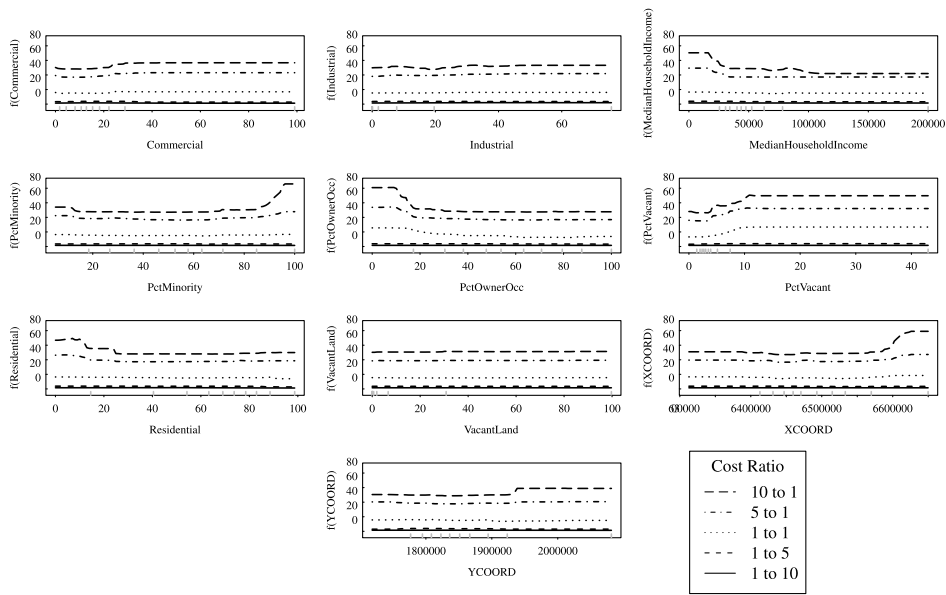 f(Commercial)
80
60
40
20
0
0 20 40 60 80 100
Commercial
f(Industrial)
80
60
40
20
0
0 20 40 60
Industrial
f(MedianHouseholdIncome)
80
60
40
20
0
0 50000 100000 150000 200000
MedianHouseholdIncome
f(PctMinority)
80
60
40
20
0
20 40 60 80 100
PctMinority
f(PctOwnerOcc)
80
60
40
20
0
0 20 40 60 80 100
PctOwnerOcc
f(PctVacant)
80
60
40
20
0
0 10 20 30 40
PctVacant
f(Residential)
80
60
40
20
0
0 20 40 60 80 100
Residential
f(VacantLand)
80
60
40
20
0
0 20 40 60 80 100
VacantLand
f(XCOORD)
80
60
40
20
0
6400000 6500000 6600000
XCOORD
f(YCOORD)
80
60
40
20
0
1800000 1900000 2000000
YCOORD
Cost Ratio
10 to 1
5 to 1
1 to 1
1 to 5
1 to 10